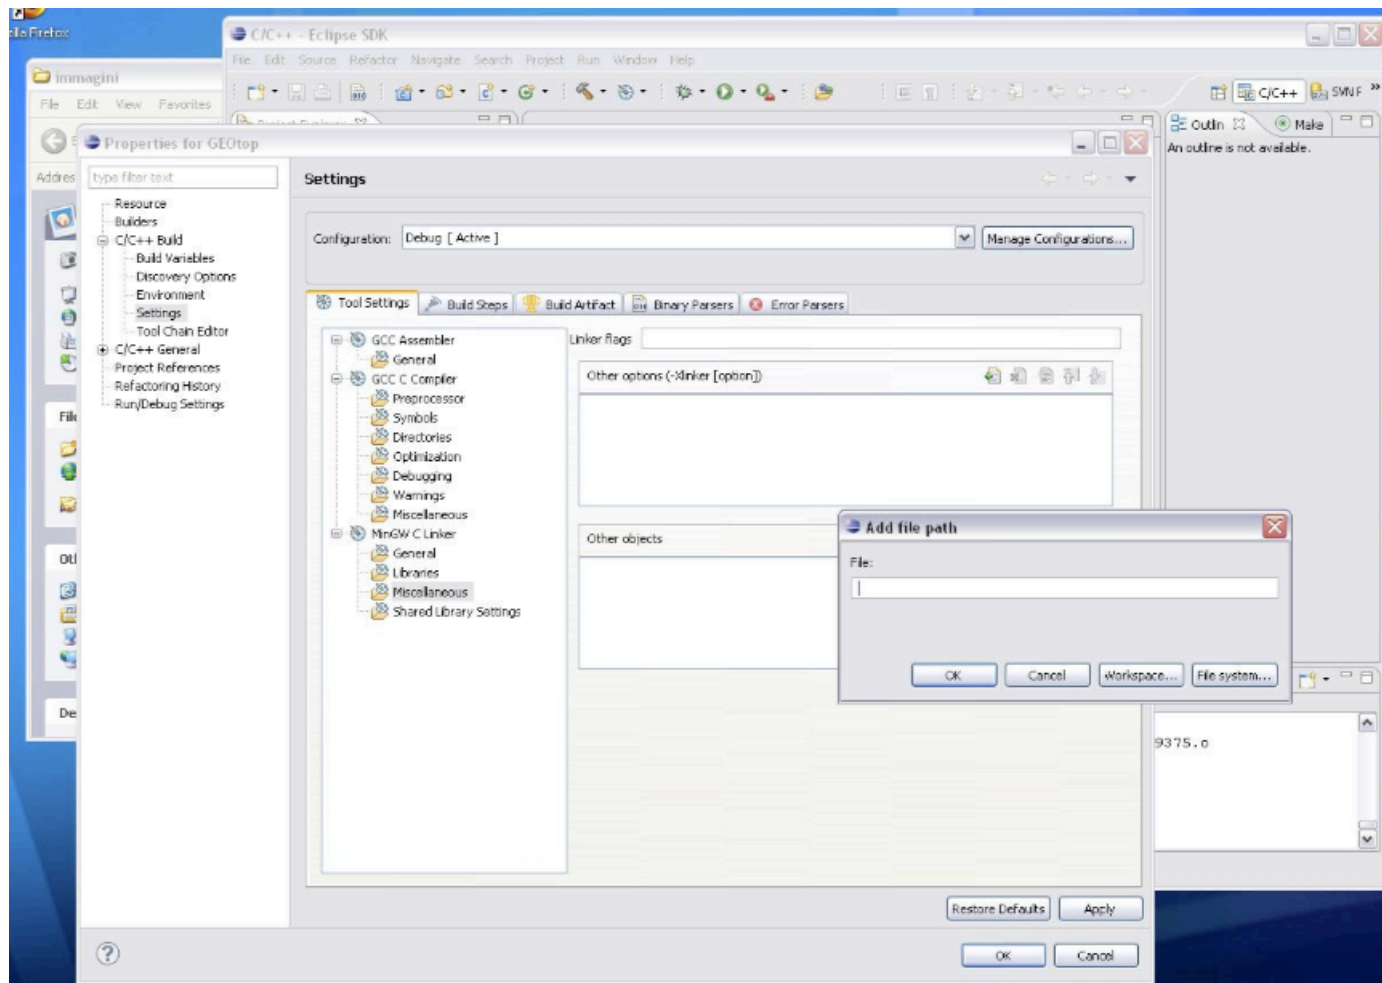 C/C++ - Eclipse SDK
File Edit Source Refactor Navigate Search Project Run Window Help
immagini
File Edit View Favorites
C/C++
Outlin
Make
An outline is not available.
Properties for GEOtop
Addres
type filter text
Settings
Resource
Builders
C/C++ Build
Build Variables
Discovery Options
Environment
Settings
Tool Chain Editor
C/C++ General
Project References
Refactoring History
Run/Debug Settings
Configuration:
Debug [ Active ]
Manage Configurations...
Tool Settings
Build Steps
Build Artifact
Binary Parsers
Error Parsers
GCC Assembler
General
GCC C Compiler
Preprocessor
Symbols
Directories
Optimization
Debugging
Warnings
Miscellaneous
MinGW C Linker
General
Libraries
Miscellaneous
Shared Library Settings
Linker flags
Other options (-Xlinker [option])
Other objects
Add file path
File:
OK
Cancel
Workspace...
File system...
9375.o
Restore Defaults
Apply
OK
Cancel